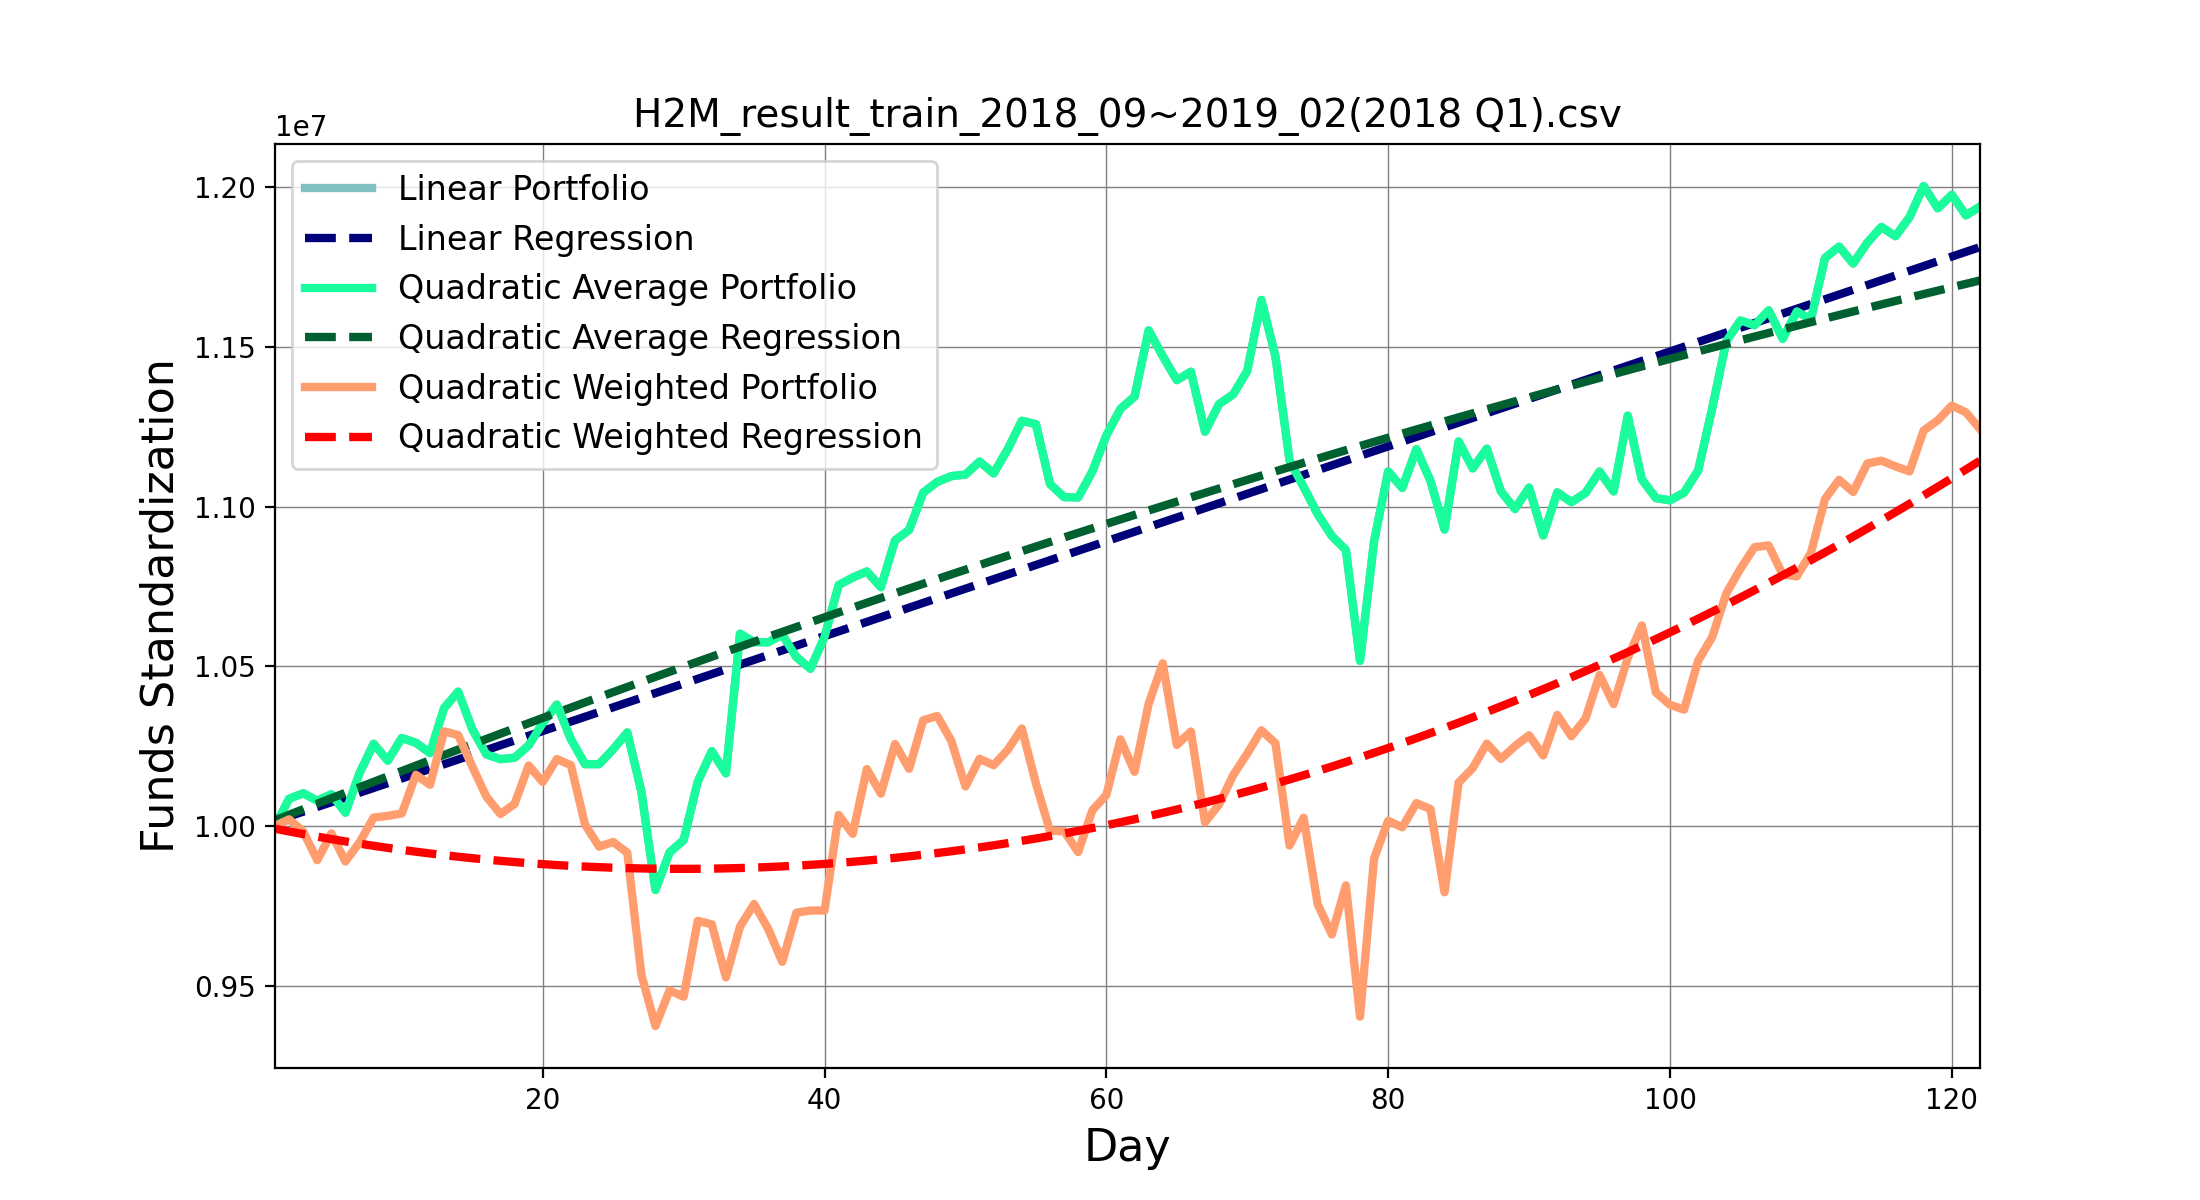 H2M_result_train_2018_09~2019_02(2018 Q1).csv
1e7
Linear Portfolio
Linear Regression
Quadratic Average Portfolio
Quadratic Average Regression
Quadratic Weighted Portfolio
Quadratic Weighted Regression
Funds Standardization
1.20
1.15
1.10
1.05
1.00
0.95
20 40 60 80 100 120
Day